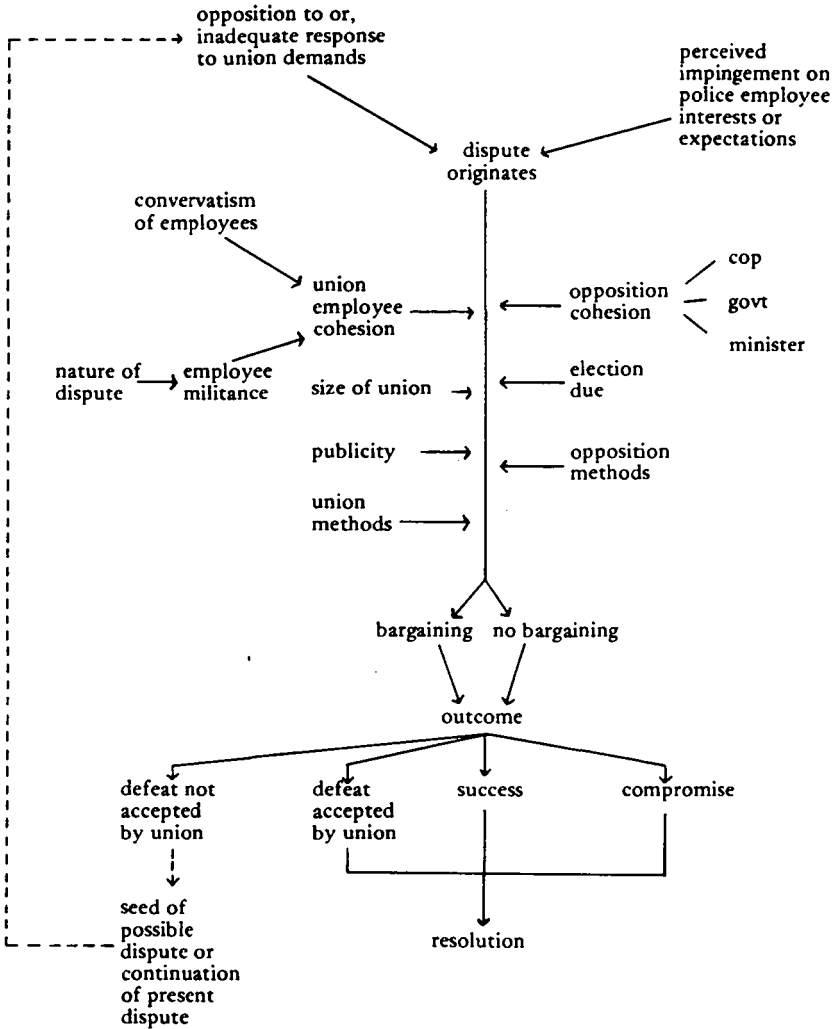 opposition to or,
inadequate response
to union demands
perceived
impingement on
police employee
interests or
expectations
dispute
originates
convervatism
of employees
union
employee
cohesion
opposition
cohesion
cop
govt
minister
nature of
dispute
employee
militance
size of union
election
due
publicity
opposition
methods
union
methods
bargaining
no bargaining
outcome
defeat not
accepted
by union
defeat
accepted
by union
success
compromise
seed of
possible
dispute or
continuation
of present
dispute
resolution